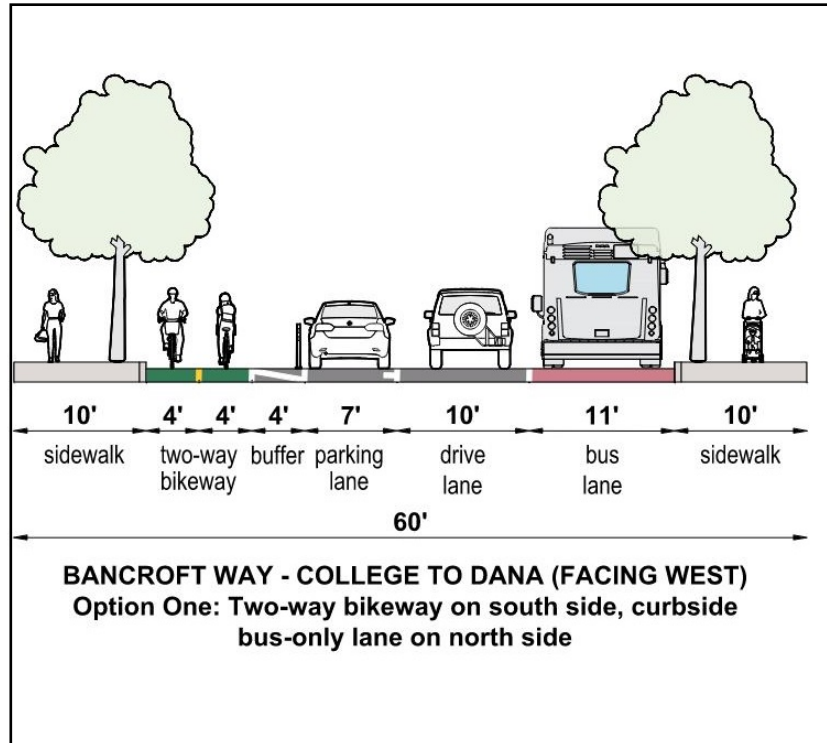 10' 4' 4' 4' 7' 10' 11' 10'
sidewalk two-way buffer parking drive bus sidewalk
bikeway lane lane lane
60'
BANCROFT WAY - COLLEGE TO DANA (FACING WEST)
Option One: Two-way bikeway on south side, curbside
bus-only lane on north side